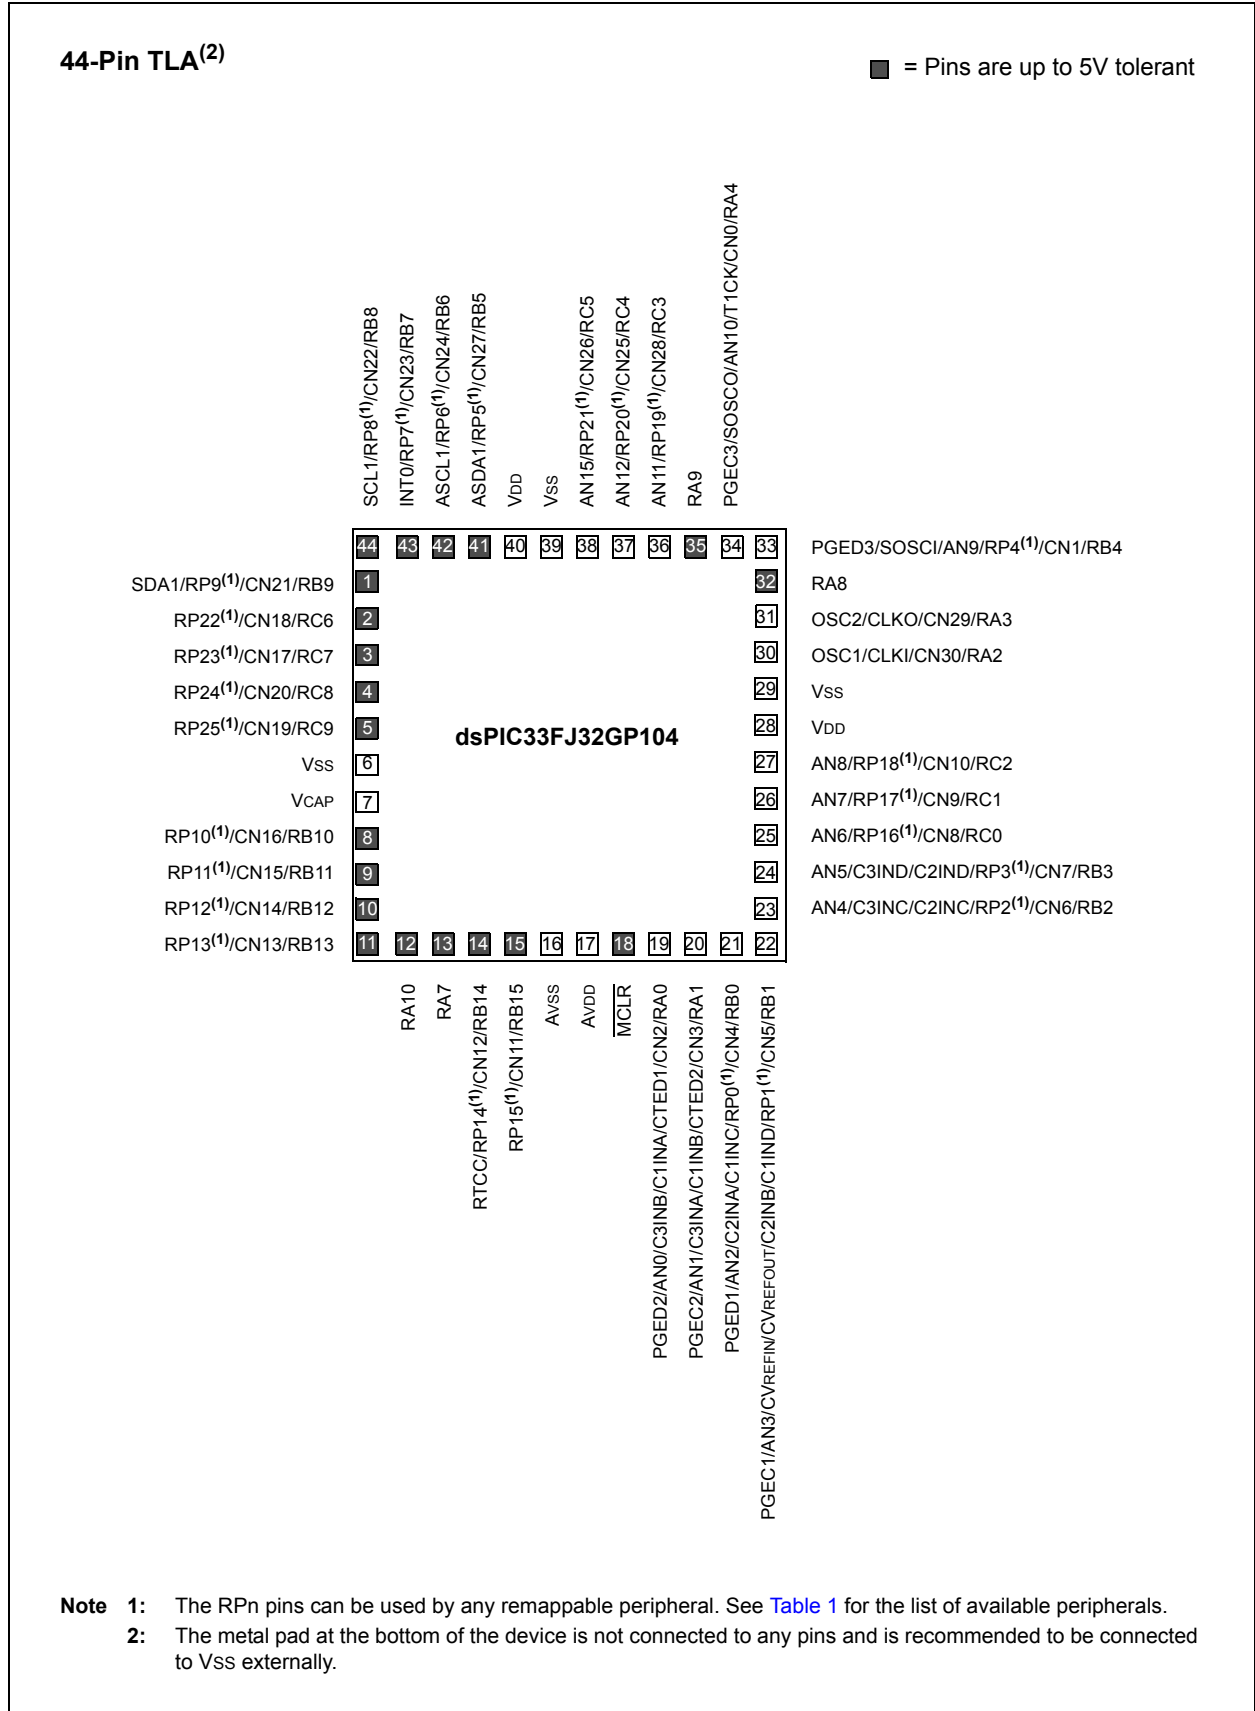 44-Pin TLA(2)
= Pins are up to 5V tolerant
SCL1/RP8(1)/CN22/RB8
INT0/RP7(1)/CN23/RB7
ASCL1/RP6(1)/CN24/RB6
ASDA1/RP5(1)/CN27/RB5
VDD
VSS
AN15/RP21(1)/CN26/RC5
AN12/RP20(1)/CN25/RC4
AN11/RP19(1)/CN28/RC3
RA9
PGEC3/SOSCO/AN10/T1CK/CN0/RA4
44 43 42 41 40 39 38 37 36 35 34 33 PGED3/SOSCI/AN9/RP4(1)/CN1/RB4
SDA1/RP9(1)/CN21/RB9 1 32 RA8
RP22(1)/CN18/RC6 2 31 OSC2/CLKO/CN29/RA3
RP23(1)/CN17/RC7 3 30 OSC1/CLKI/CN30/RA2
RP24(1)/CN20/RC8 4 29 VSS
RP25(1)/CN19/RC9 5 dsPIC33FJ32GP104 28 VDD
VSS 6 27 AN8/RP18(1)/CN10/RC2
VCAP 7 26 AN7/RP17(1)/CN9/RC1
RP10(1)/CN16/RB10 8 25 AN6/RP16(1)/CN8/RC0
RP11(1)/CN15/RB11 9 24 AN5/C3IND/C2IND/RP3(1)/CN7/RB3
RP12(1)/CN14/RB12 10 23 AN4/C3INC/C2INC/RP2(1)/CN6/RB2
RP13(1)/CN13/RB13 11 12 13 14 15 16 17 18 19 20 21 22
RA10
RA7
RTCC/RP14(1)/CN12/RB14
RP15(1)/CN11/RB15
AVSS
AVDD
MCLR
PGED2/AN0/C3INB/C1INA/CTED1/CN2/RA0
PGEC2/AN1/C3INA/C1INB/CTED2/CN3/RA1
PGED1/AN2/C2INA/C1INC/RP0(1)/CN4/RB0
PGEC1/AN3/CVREFIN/CVREFOUT/C2INB/C1IND/RP1(1)/CN5/RB1
Note 1: The RPn pins can be used by any remappable peripheral. See Table 1 for the list of available peripherals.
2: The metal pad at the bottom of the device is not connected to any pins and is recommended to be connected
to VSS externally.